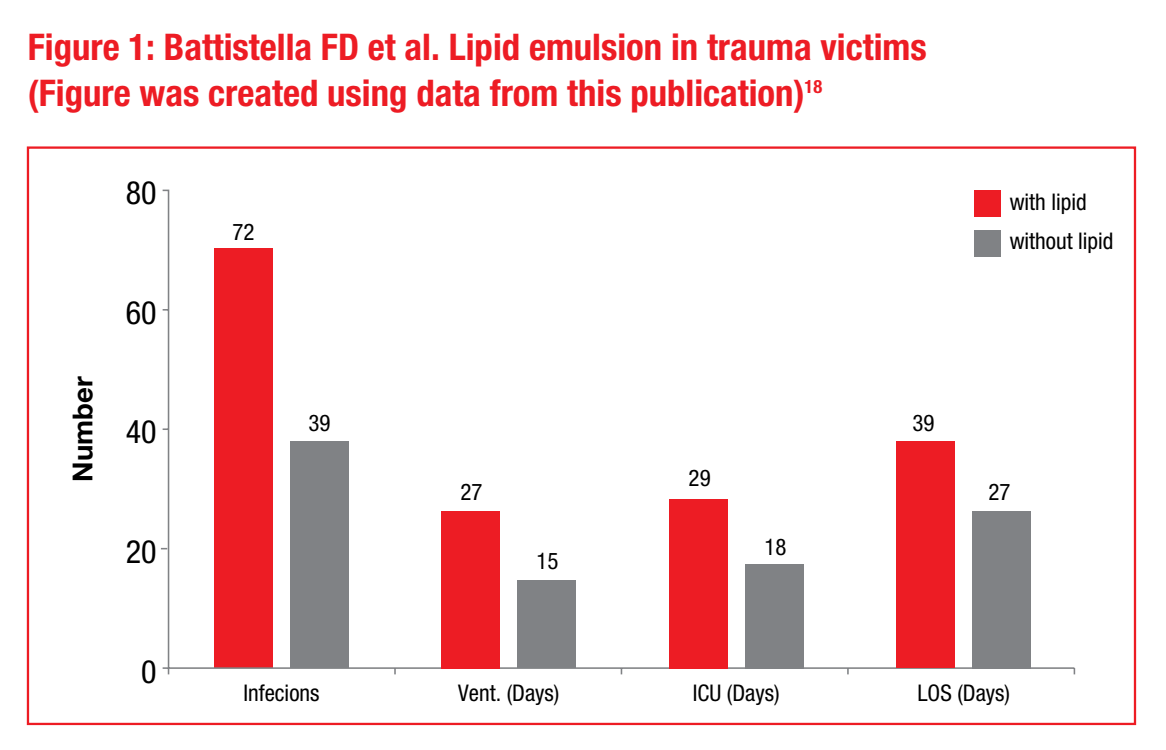 Figure 1: Battistella FD et al. Lipid emulsion in trauma victims
(Figure was created using data from this publication)18
80
60
40
20
0
Number
with lipid
without lipid
72
39
27
15
29
18
39
27
Infecions
Vent. (Days)
ICU (Days)
LOS (Days)